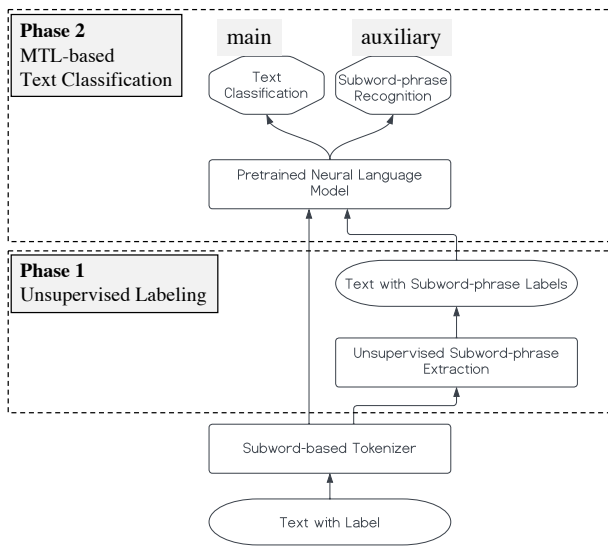 Phase 2
MTL-based
Text Classification
main
auxiliary
Text
Classification
Subword-phrase
Recognition
Pretrained Neural Language
Model
Phase 1
Unsupervised Labeling
Text with Subword-phrase Labels
Unsupervised Subword-phrase
Extraction
Subword-based Tokenizer
Text with Label